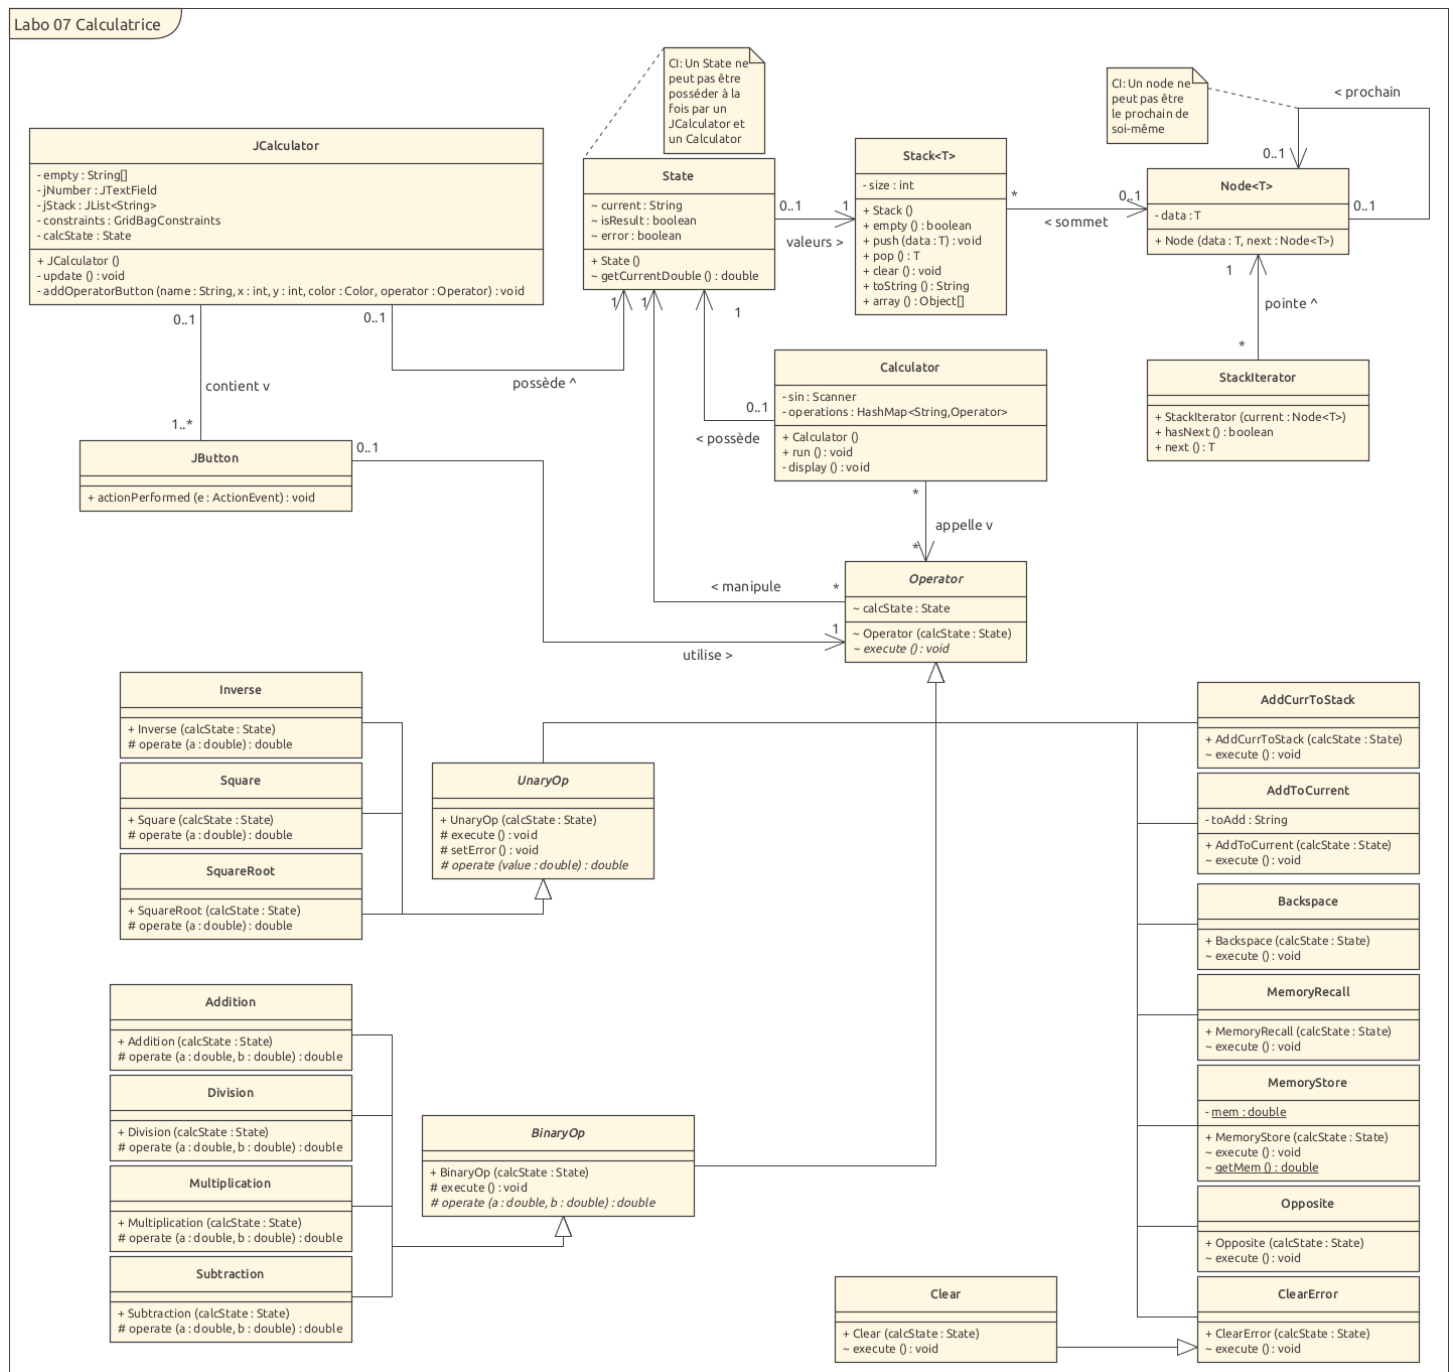 Labo 07 Calculatrice
CI: Un State ne
peut pas être
posséder à la
fois par un
JCalculator et
un Calculator
CI: Un node ne
peut pas être
le prochain de
soi-même
< prochain
0..1
0..1
JCalculator
- empty : String[]
- jNumber : JTextField
- jStack : JList<String>
- constraints : GridBagConstraints
- calcState : State
+ JCalculator ()
- update () : void
- addOperatorButton (name : String, x : int, y : int, color : Color, operator : Operator) : void
State
~ current : String
~ isResult : boolean
~ error : boolean
+ State ()
~ getCurrentDouble () : double
0..1
1
valeurs >
Stack<T>
- size : int
+ Stack ()
+ empty () : boolean
+ push (data : T) : void
+ pop () : T
+ clear () : void
+ toString () : String
+ array () : Object[]
*
0..1
< sommet
Node<T>
- data : T
+ Node (data : T, next : Node<T>)
1
pointe ^
*
StackIterator
+ StackIterator (current : Node<T>)
+ hasNext () : boolean
+ next () : T
0..1
0..1
1
1
1
contient v
possède ^
1..*
Calculator
- sin : Scanner
- operations : HashMap<String,Operator>
+ Calculator ()
+ run () : void
- display () : void
0..1
< possède
JButton
+ actionPerformed (e : ActionEvent) : void
0..1
*
appelle v
*
Operator
~ calcState : State
~ Operator (calcState : State)
~ execute () : void
< manipule
*
1
utilise >
Inverse
+ Inverse (calcState : State)
# operate (a : double) : double
Square
+ Square (calcState : State)
# operate (a : double) : double
SquareRoot
+ SquareRoot (calcState : State)
# operate (a : double) : double
UnaryOp
+ UnaryOp (calcState : State)
# execute () : void
# setError () : void
# operate (value : double) : double
AddCurrToStack
+ AddCurrToStack (calcState : State)
~ execute () : void
AddToCurrent
- toAdd : String
+ AddToCurrent (calcState : State)
~ execute () : void
Backspace
+ Backspace (calcState : State)
~ execute () : void
MemoryRecall
+ MemoryRecall (calcState : State)
~ execute () : void
MemoryStore
- mem : double
+ MemoryStore (calcState : State)
~ execute () : void
~ getMem () : double
Opposite
+ Opposite (calcState : State)
~ execute () : void
ClearError
+ ClearError (calcState : State)
~ execute () : void
Addition
+ Addition (calcState : State)
# operate (a : double, b : double) : double
Division
+ Division (calcState : State)
# operate (a : double, b : double) : double
Multiplication
+ Multiplication (calcState : State)
# operate (a : double, b : double) : double
Subtraction
+ Subtraction (calcState : State)
# operate (a : double, b : double) : double
BinaryOp
+ BinaryOp (calcState : State)
# execute () : void
# operate (a : double, b : double) : double
Clear
+ Clear (calcState : State)
~ execute () : void